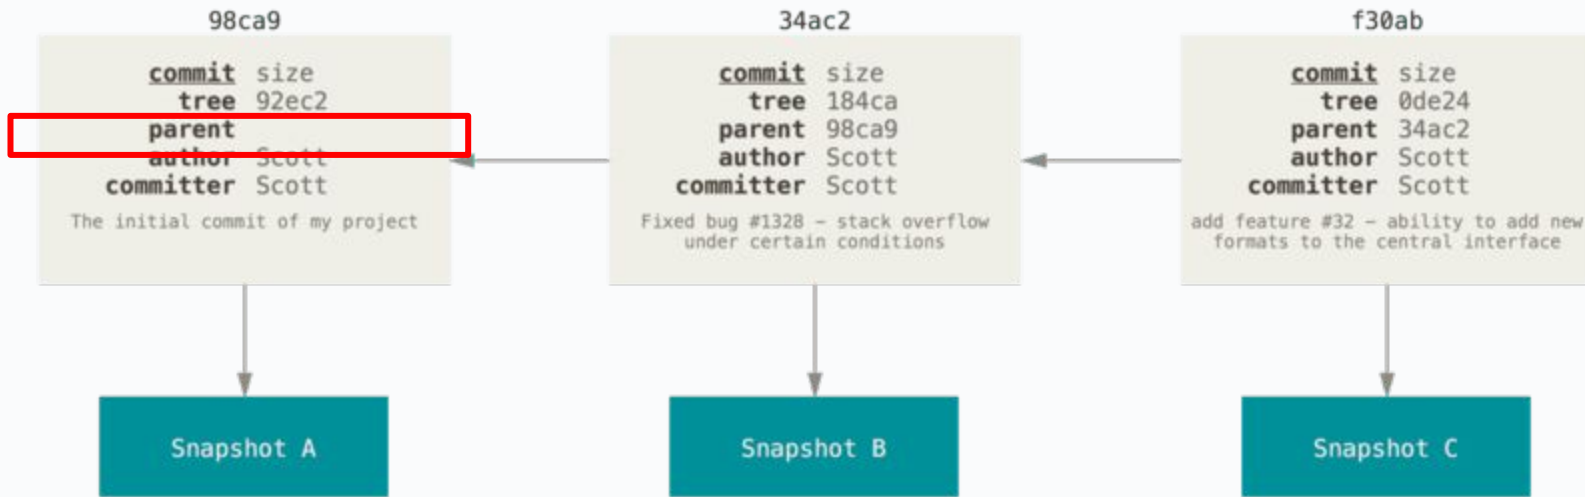 98ca9
commit size
tree 92ec2
parent
author Scott
committer Scott
The initial commit of my project
Snapshot A
34ac2
commit size
tree 184ca
parent 98ca9
author Scott
committer Scott
Fixed bug #1328 – stack overflow
under certain conditions
Snapshot B
f30ab
commit size
tree 0de24
parent 34ac2
author Scott
committer Scott
add feature #32 – ability to add new
formats to the central interface
Snapshot C